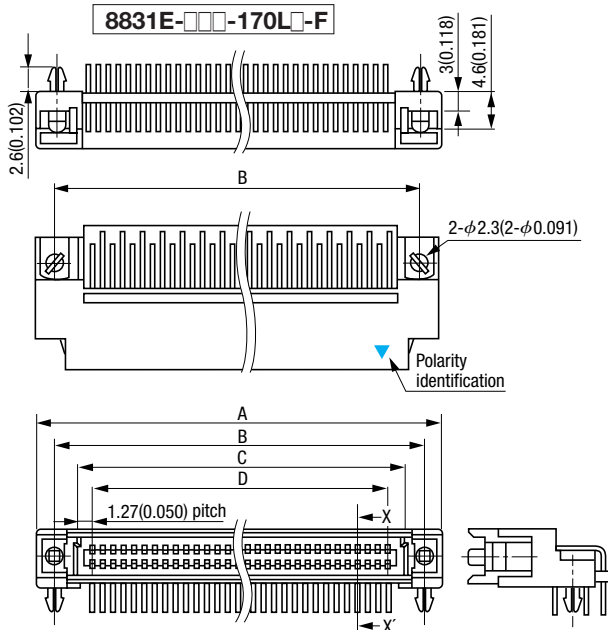 8831E-□□□-170L□-F
3(0.118)
4.6(0.181)
2.6(0.102)
B
2-φ2.3(2-φ0.091)
Polarity
identification
A
B
C
D
1.27(0.050) pitch
X
X´